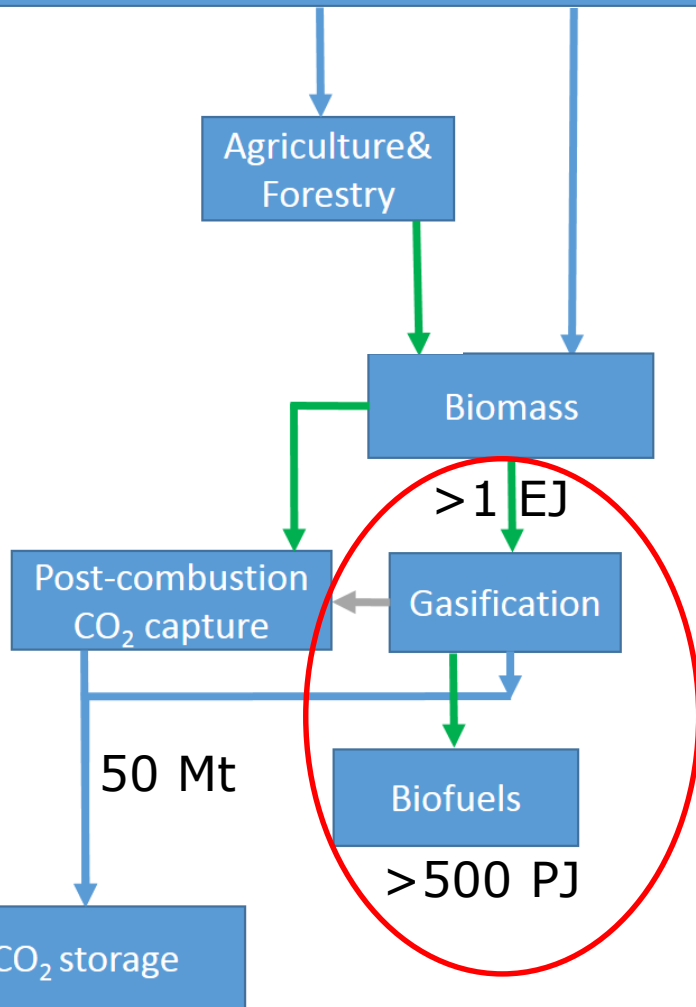 Agriculture&
Forestry
Biomass
>1 EJ
Post-combustion
CO₂ capture
Gasification
50 Mt
Biofuels
>500 PJ
CO₂ storage